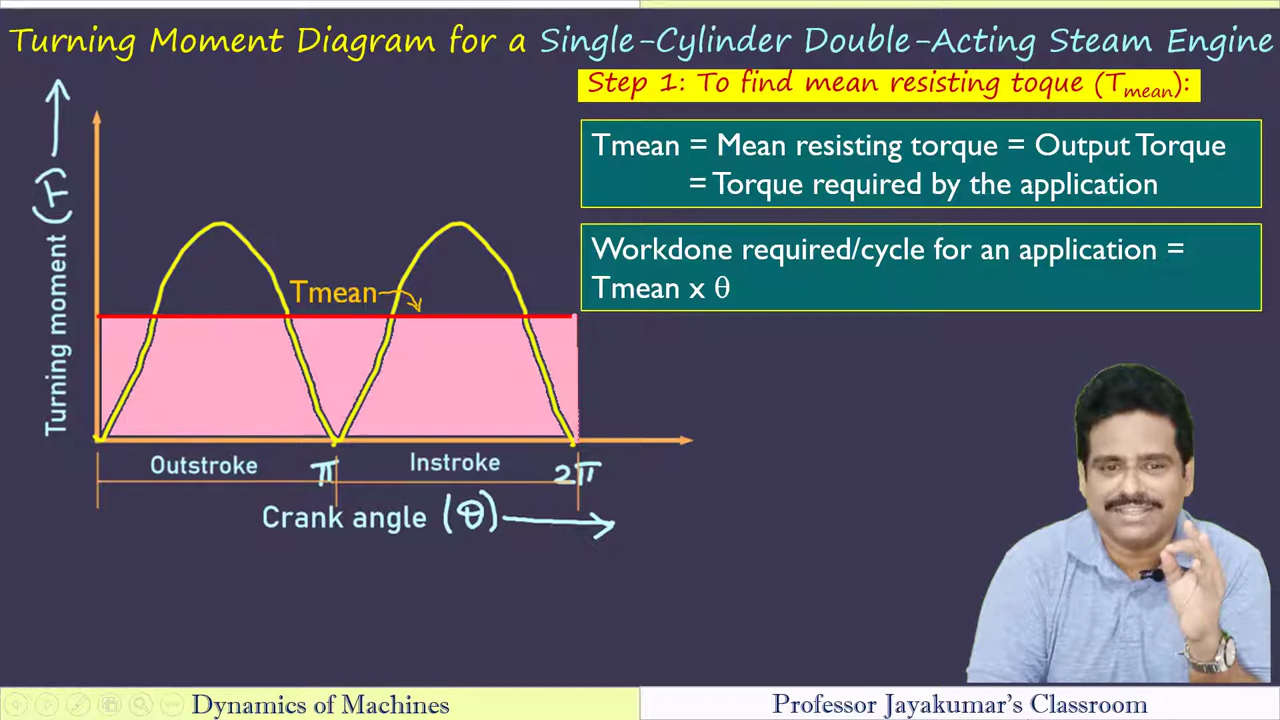 Turning Moment Diagram for a Single-Cylinder Double-Acting Steam Engine
Step 1: To find mean resisting toque (Tmean):
Tmean = Mean resisting torque = Output Torque
= Torque required by the application
Workdone required/cycle for an application =
Tmean x θ
Turning moment (T)
Tmean
Outstroke
π
Instroke
2π
Crank angle (θ)
Dynamics of Machines
Professor Jayakumar's Classroom